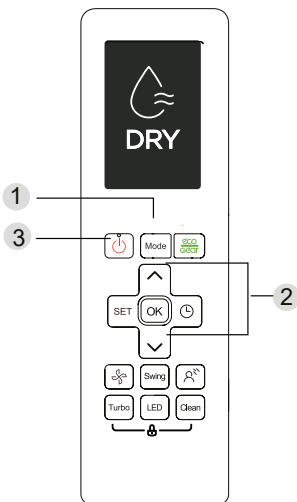 DRY
1
3
Mode
eco
GEAR
2
SET
OK
Swing
Turbo
LED
Clean